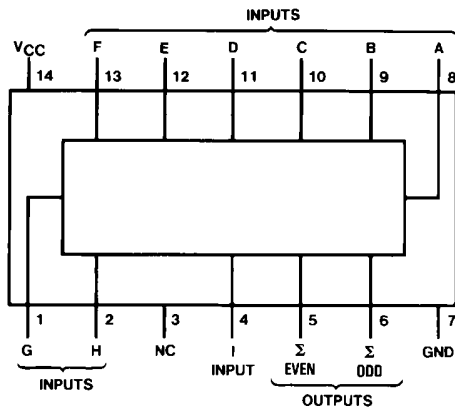 INPUTS
VCC F E D C B A
14 13 12 11 10 9 8
1 2 3 4 5 6 7
G H NC I Σ Σ GND
INPUT EVEN ODD
INPUTS OUTPUTS